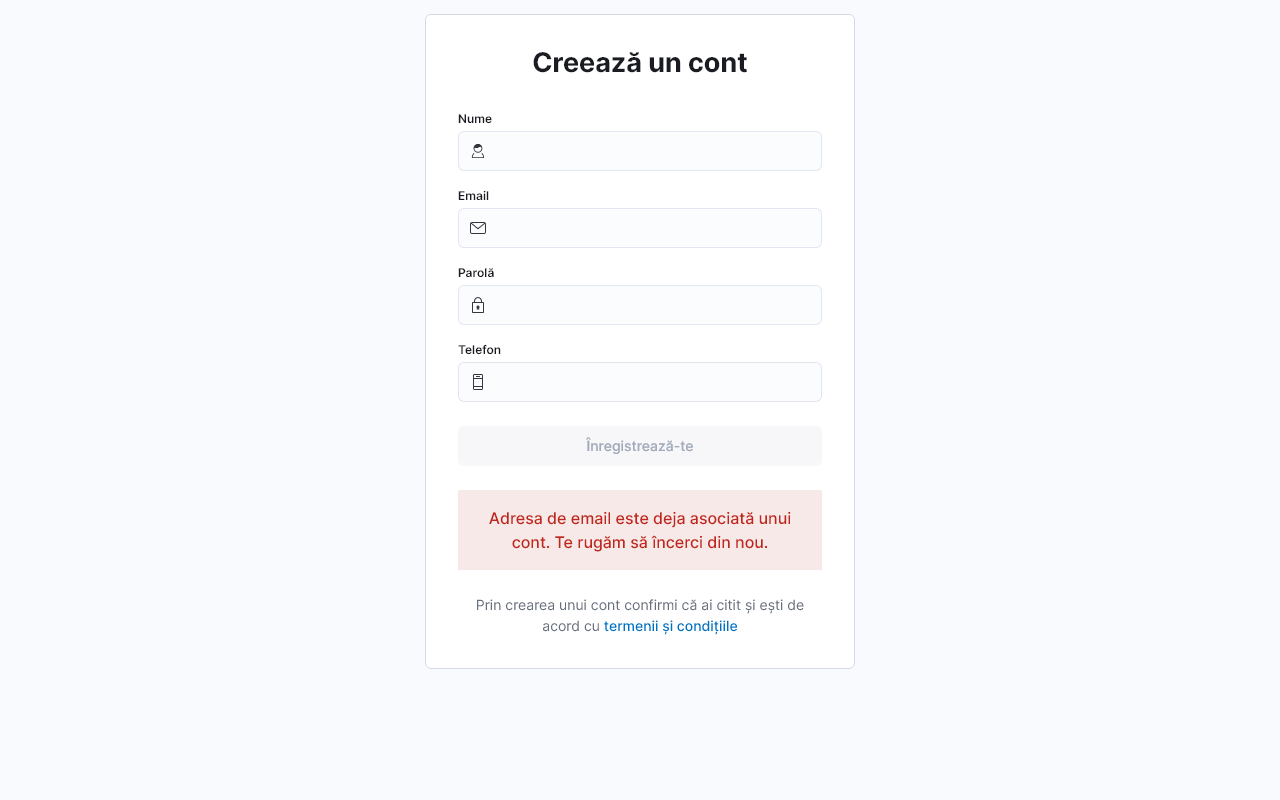 Creează un cont
Nume
Email
Parolă
Telefon
Înregistrează-te
Adresa de email este deja asociată unui
cont. Te rugăm să încerci din nou.
Prin crearea unui cont confirmi că ai citit și ești de
acord cu termenii și condițiile